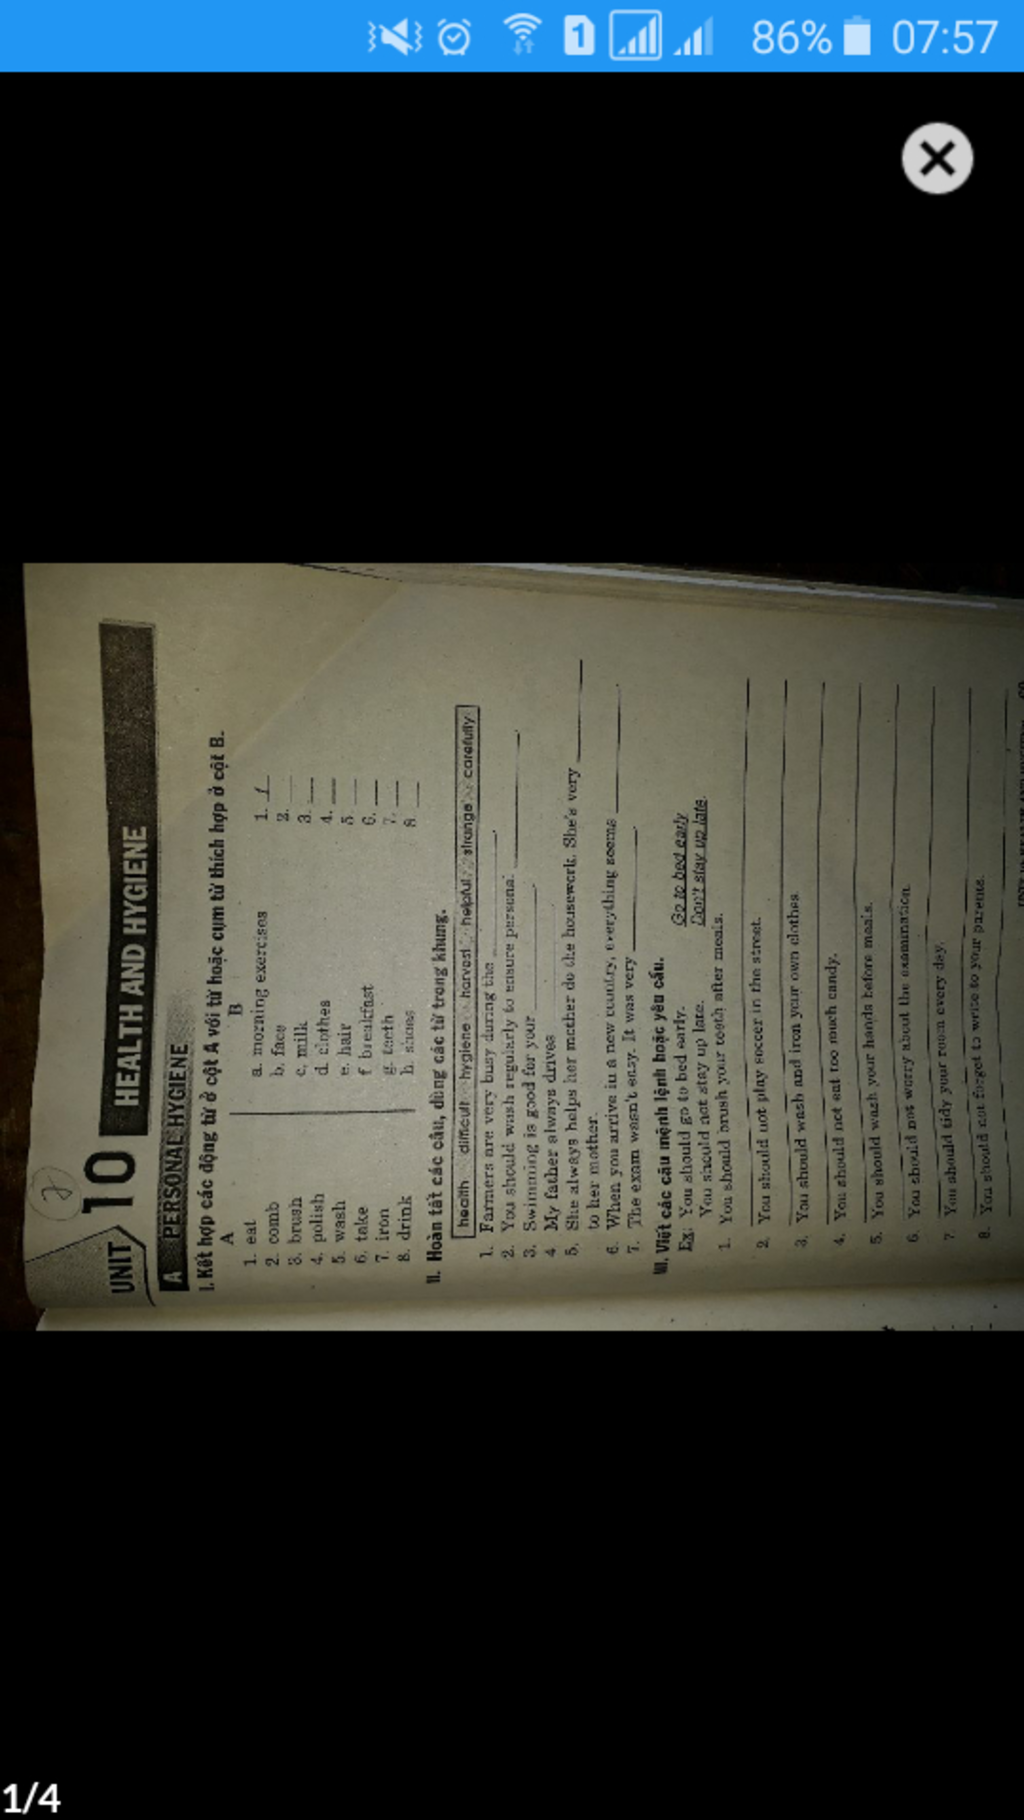 86% 07:57
1
UNIT 10 HEALTH AND HYGIENE
A PERSONAL HYGIENE
I. Kết hợp các động từ ở cột A với từ hoặc cụm từ thích hợp ở cột B.
A B
1. eat a. morning exercises 1. f
2. comb b. face 2.
3. brush c. milk 3.
4. polish d. clothes 4.
5. wash e. hair 5.
6. take f. breakfast 6.
7. iron g. teeth 7.
8. drink h. shoes 8.
II. Hoàn tất các câu, dùng các từ trong khung.
health difficult hygiene harvest helpful strange carefully
1. Farmers are very busy during the
2. You should wash regularly to ensure personal
3. Swimming is good for your
4 My father always drives
5. She always helps her mother do the housework. She's very
to her mother.
6. When you arrive in a new country, everything seems
7. The exam wasn't easy. It was very
III. Viết các câu mệnh lệnh hoặc yêu cầu.
Ex: You should go to bed early. Go to bed early
You should not stay up late. Don't stay up late.
1. You should brush your teeth after meals.
2. You should not play soccer in the street.
3. You should wash and iron your own clothes.
4. You should not eat too much candy.
5. You should wash your hands before meals.
6. You should not worry about the examination.
7. You should tidy your room every day.
8. You should not forget to write to your parents.
1/4